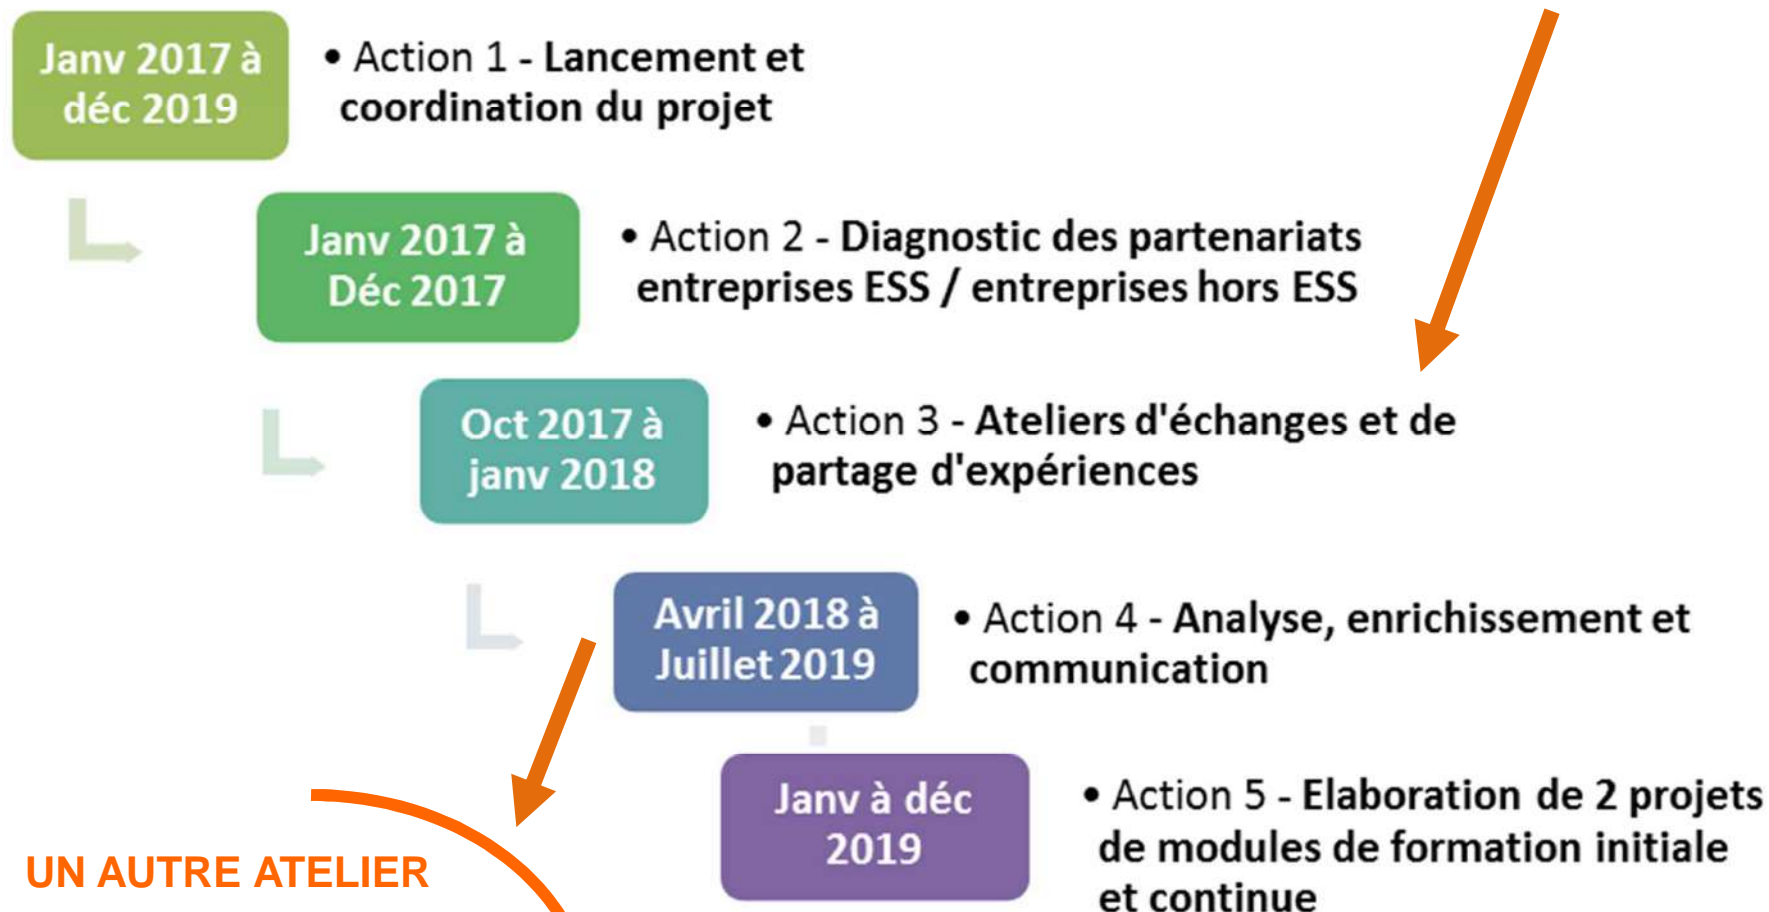 Janv 2017 à
déc 2019
• Action 1 - Lancement et
coordination du projet
Janv 2017 à
Déc 2017
• Action 2 - Diagnostic des partenariats
entreprises ESS / entreprises hors ESS
Oct 2017 à
janv 2018
• Action 3 - Ateliers d'échanges et de
partage d'expériences
Avril 2018 à
Juillet 2019
• Action 4 - Analyse, enrichissement et
communication
Janv à déc
2019
• Action 5 - Elaboration de 2 projets
de modules de formation initiale
et continue
UN AUTRE ATELIER